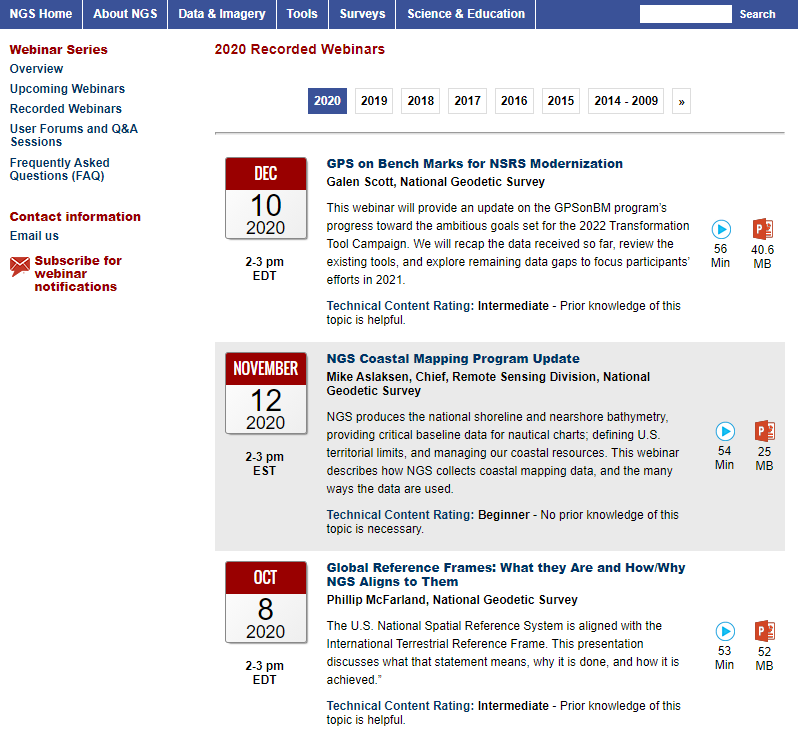 NGS Home About NGS Data & Imagery Tools Surveys Science & Education Search
Webinar Series
Overview
Upcoming Webinars
Recorded Webinars
User Forums and Q&A
Sessions
Frequently Asked
Questions (FAQ)
Contact information
Email us
Subscribe for
webinar
notifications
2020 Recorded Webinars
2020 2019 2018 2017 2016 2015 2014 - 2009 »
DEC
10
2020
2-3 pm
EDT
GPS on Bench Marks for NSRS Modernization
Galen Scott, National Geodetic Survey
This webinar will provide an update on the GPSonBM program's
progress toward the ambitious goals set for the 2022 Transformation
Tool Campaign. We will recap the data received so far, review the
existing tools, and explore remaining data gaps to focus participants'
efforts in 2021.
Technical Content Rating: Intermediate - Prior knowledge of this
topic is helpful.
56
Min
P
40.6
MB
NOVEMBER
12
2020
2-3 pm
EST
NGS Coastal Mapping Program Update
Mike Aslaksen, Chief, Remote Sensing Division, National
Geodetic Survey
NGS produces the national shoreline and nearshore bathymetry,
providing critical baseline data for nautical charts; defining U.S.
territorial limits, and managing our coastal resources. This webinar
describes how NGS collects coastal mapping data, and the many
ways the data are used.
Technical Content Rating: Beginner - No prior knowledge of this
topic is necessary.
54
Min
P
25
MB
OCT
8
2020
2-3 pm
EDT
Global Reference Frames: What they Are and How/Why
NGS Aligns to Them
Phillip McFarland, National Geodetic Survey
The U.S. National Spatial Reference System is aligned with the
International Terrestrial Reference Frame. This presentation
discusses what that statement means, why it is done, and how it is
achieved.”
Technical Content Rating: Intermediate - Prior knowledge of this
topic is helpful.
53
Min
P
52
MB